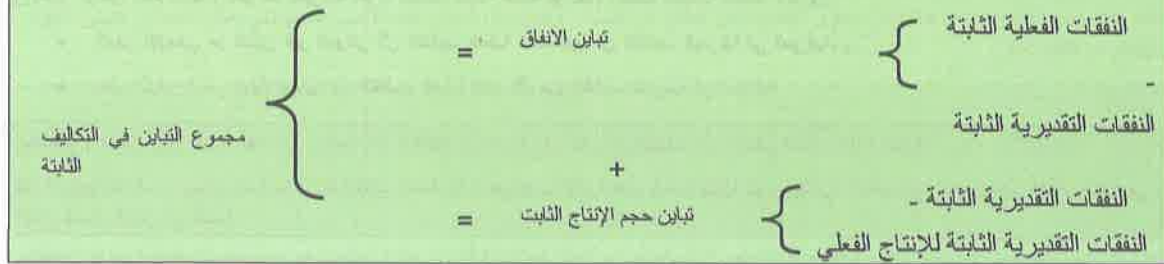 النفقات الفعلية الثابتة
-
النفقات التقديرية الثابتة
= تباين الانفاق
+
النفقات التقديرية الثابتة -
النفقات التقديرية الثابتة للإنتاج الفعلي
= تباين حجم الإنتاج الثابت
مجموع التباين في التكاليف
الثابتة